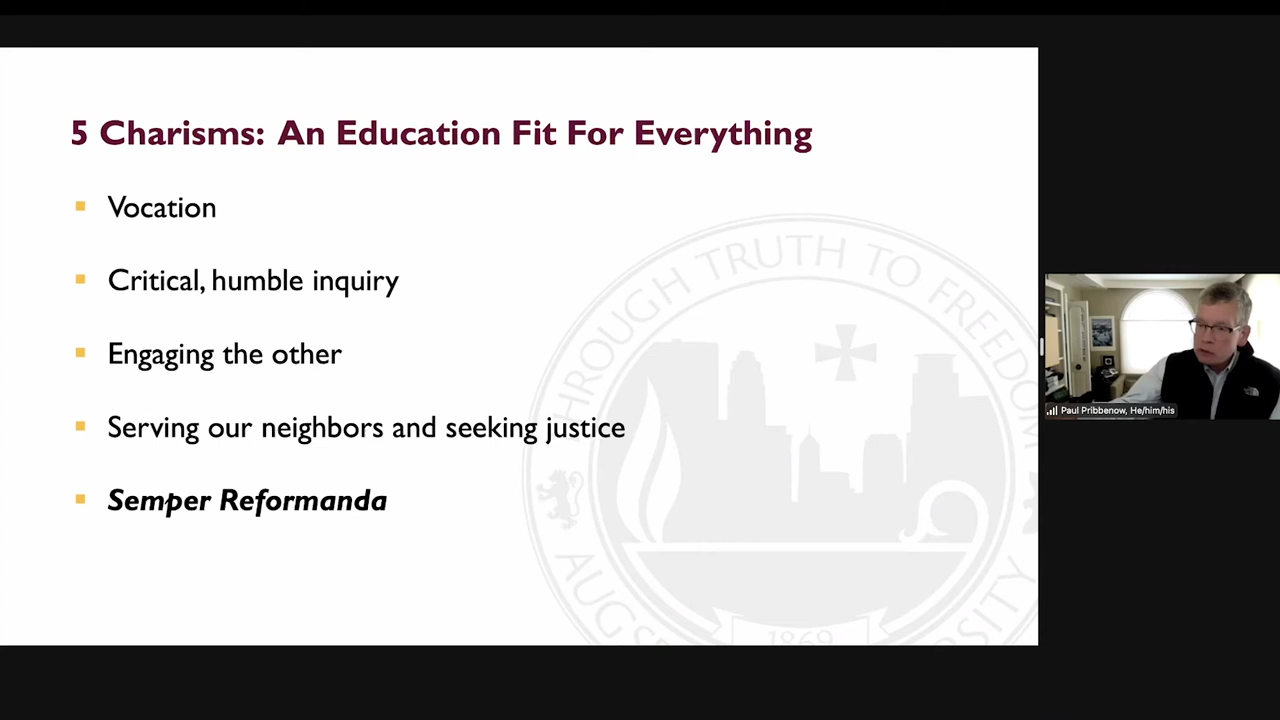 5 Charisms: An Education Fit For Everything
Vocation
Critical, humble inquiry
Engaging the other
Serving our neighbors and seeking justice
Semper Reformanda
THROUGH TRUTH TO FREEDOM
1869
Paul Pribbenow, He/him/his